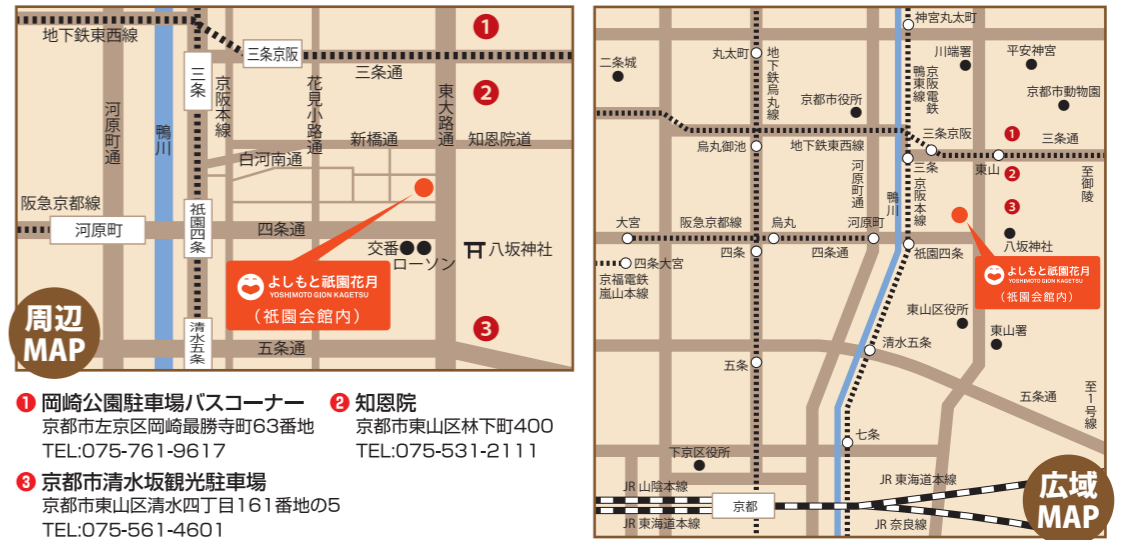 地下鉄東西線
三条京阪
三条通
三条
京阪本線
花見小路通
東大路通
河原町通
鴨川
新橋通
知恩院道
白河南通
阪急京都線
河原町
祇園四条
四条通
交番
ローソン
八坂神社
よしもと祇園花月
YOSHIMOTO GION KAGETSU
(祇園会館内)
清水五条
五条通
1
2
3
周辺
MAP
1 岡崎公園駐車場バスコーナー
京都市左京区岡崎最勝寺町63番地
TEL:075-761-9617
2 知恩院
京都市東山区林下町400
TEL:075-531-2111
3 京都市清水坂観光駐車場
京都市東山区清水四丁目161番地の5
TEL:075-561-4601
神宮丸太町
丸太町
地下鉄烏丸線
川端署
平安神宮
二条城
京阪電鉄
鴨東線
京都市動物園
京都市役所
三条京阪
1
三条通
烏丸御池
地下鉄東西線
三条
東山
2
至御陵
河原町通
鴨川
京阪本線
3
大宮
阪急京都線
烏丸
河原町
八坂神社
四条大宮
四条
四条通
祇園四条
京福電鉄
嵐山本線
よしもと祇園花月
YOSHIMOTO GION KAGETSU
(祇園会館内)
東山区役所
東山署
清水五条
五条
五条通
至1号線
七条
下京区役所
JR 山陰本線
JR 東海道本線
京都
JR 東海道本線
JR 奈良線
広域
MAP